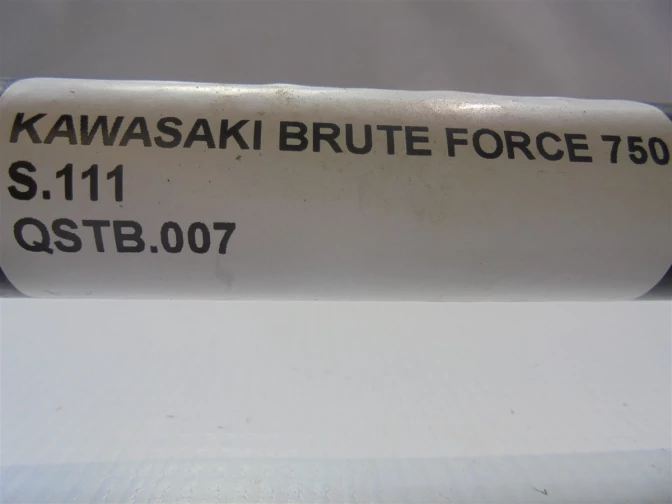 KAWASAKI BRUTE FORCE 750
S.111
QSTB.007